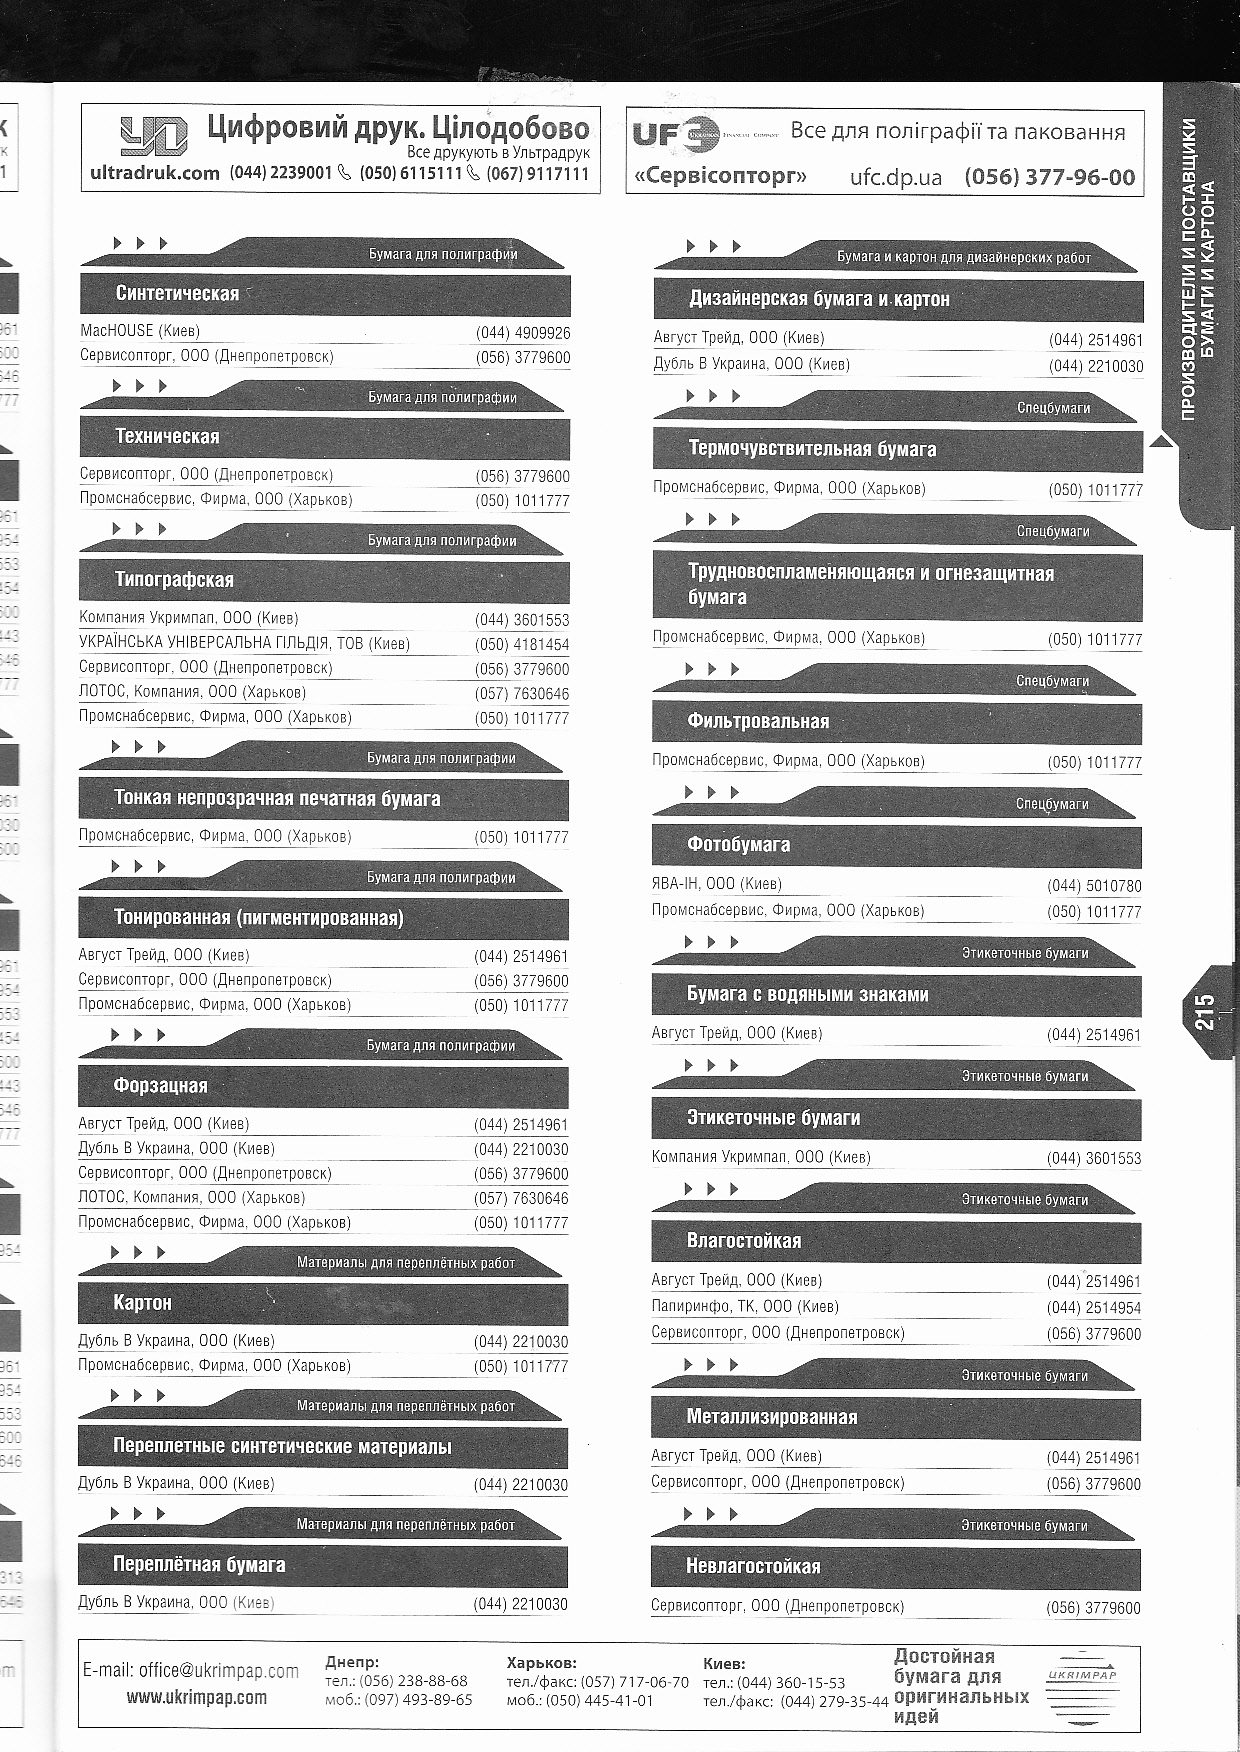 Цифровий друк. Цілодобово
Все друкують в Ультрадрук
ultradruk.com (044) 2239001 (050) 6115111 (067) 9117111
UF
Все для поліграфії та паковання
«Сервісопторг» ufc.dp.ua (056) 377-96-00
Бумага для полиграфии
Синтетическая
MacHOUSE (Киев) (044) 4909926
Сервисопторг, ООО (Днепропетровск) (056) 3779600
Бумага для полиграфии
Техническая
Сервисопторг, ООО (Днепропетровск) (056) 3779600
Промснабсервис, Фирма, ООО (Харьков) (050) 1011777
Бумага для полиграфии
Типографская
Компания Укримпап, ООО (Киев) (044) 3601553
УКРАЇНСЬКА УНІВЕРСАЛЬНА ГІЛЬДІЯ, ТОВ (Киев) (050) 4181454
Сервисопторг, ООО (Днепропетровск) (056) 3779600
ЛОТОС, Компания, ООО (Харьков) (057) 7630646
Промснабсервис, Фирма, ООО (Харьков) (050) 1011777
Бумага для полиграфии
Тонкая непрозрачная печатная бумага
Промснабсервис, Фирма, ООО (Харьков) (050) 1011777
Бумага для полиграфии
Тонированная (пигментированная)
Август Трейд, ООО (Киев) (044) 2514961
Сервисопторг, ООО (Днепропетровск) (056) 3779600
Промснабсервис, Фирма, ООО (Харьков) (050) 1011777
Бумага для полиграфии
Форзацная
Август Трейд, ООО (Киев) (044) 2514961
Дубль В Украина, ООО (Киев) (044) 2210030
Сервисопторг, ООО (Днепропетровск) (056) 3779600
ЛОТОС, Компания, ООО (Харьков) (057) 7630646
Промснабсервис, Фирма, ООО (Харьков) (050) 1011777
Материалы для переплётных работ
Картон
Дубль В Украина, ООО (Киев) (044) 2210030
Промснабсервис, Фирма, ООО (Харьков) (050) 1011777
Материалы для переплётных работ
Переплетные синтетические материалы
Дубль В Украина, ООО (Киев) (044) 2210030
Материалы для переплётных работ
Переплётная бумага
Дубль В Украина, ООО (Киев) (044) 2210030
Бумага и картон для дизайнерских работ
Дизайнерская бумага и картон
Август Трейд, ООО (Киев) (044) 2514961
Дубль В Украина, ООО (Киев) (044) 2210030
Спецбумаги
Термочувствительная бумага
Промснабсервис, Фирма, ООО (Харьков) (050) 1011777
Спецбумаги
Трудновоспламеняющаяся и огнезащитная
бумага
Промснабсервис, Фирма, ООО (Харьков) (050) 1011777
Спецбумаги
Фильтровальная
Промснабсервис, Фирма, ООО (Харьков) (050) 1011777
Спецбумаги
Фотобумага
ЯВА-ІН, ООО (Киев) (044) 5010780
Промснабсервис, Фирма, ООО (Харьков) (050) 1011777
Этикеточные бумаги
Бумага с водяными знаками
Август Трейд, ООО (Киев) (044) 2514961
Этикеточные бумаги
Этикеточные бумаги
Компания Укримпап, ООО (Киев) (044) 3601553
Этикеточные бумаги
Влагостойкая
Август Трейд, ООО (Киев) (044) 2514961
Папиринфо, ТК, ООО (Киев) (044) 2514954
Сервисопторг, ООО (Днепропетровск) (056) 3779600
Этикеточные бумаги
Металлизированная
Август Трейд, ООО (Киев) (044) 2514961
Сервисопторг, ООО (Днепропетровск) (056) 3779600
Этикеточные бумаги
Невлагостойкая
Сервисопторг, ООО (Днепропетровск) (056) 3779600
ПРОИЗВОДИТЕЛИ И ПОСТАВЩИКИ
БУМАГИ И КАРТОНА
215
E-mail: office@ukrimpap.com
www.ukrimpap.com
Днепр:
тел.: (056) 238-88-68
моб.: (097) 493-89-65
Харьков:
тел./факс: (057) 717-06-70
моб.: (050) 445-41-01
Киев:
тел.: (044) 360-15-53
тел./факс: (044) 279-35-44
Достойная
бумага для
оригинальных
идей
UKRIMPAP